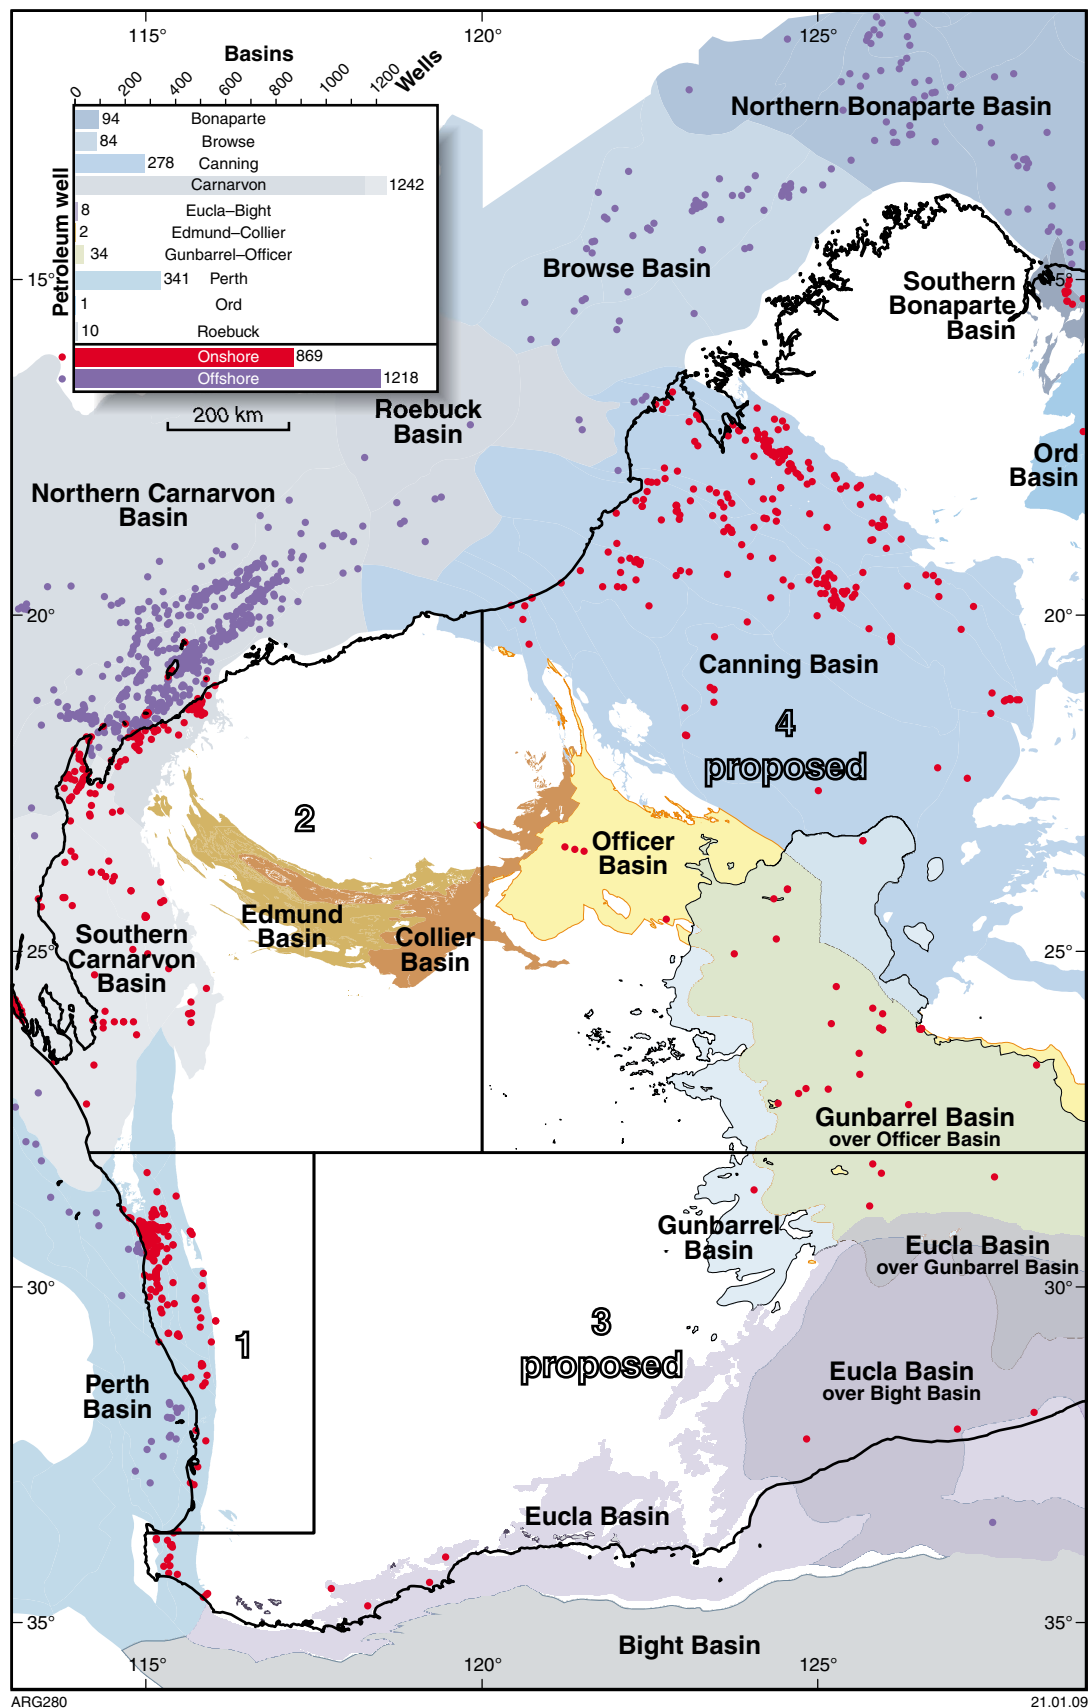 115°
120°
125°
Basins
0
200
400
600
800
1000
1200
Wells
Petroleum well
94 Bonaparte
84 Browse
278 Canning
Carnarvon 1242
8 Eucla–Bight
2 Edmund–Collier
34 Gunbarrel–Officer
341 Perth
1 Ord
10 Roebuck
Onshore 869
Offshore 1218
200 km
Northern Bonaparte Basin
Browse Basin
15°
Southern
Bonaparte
Basin
15°
Roebuck
Basin
Ord
Basin
Northern Carnarvon
Basin
20°
20°
Canning Basin
4
proposed
2
Officer
Basin
Edmund
Basin
Collier
Basin
Southern
Carnarvon
Basin
25°
25°
Gunbarrel Basin
over Officer Basin
Gunbarrel
Basin
Eucla Basin
over Gunbarrel Basin
30°
30°
1
3
proposed
Perth
Basin
Eucla Basin
over Bight Basin
Eucla Basin
35°
35°
Bight Basin
115°
120°
125°
ARG280
21.01.09